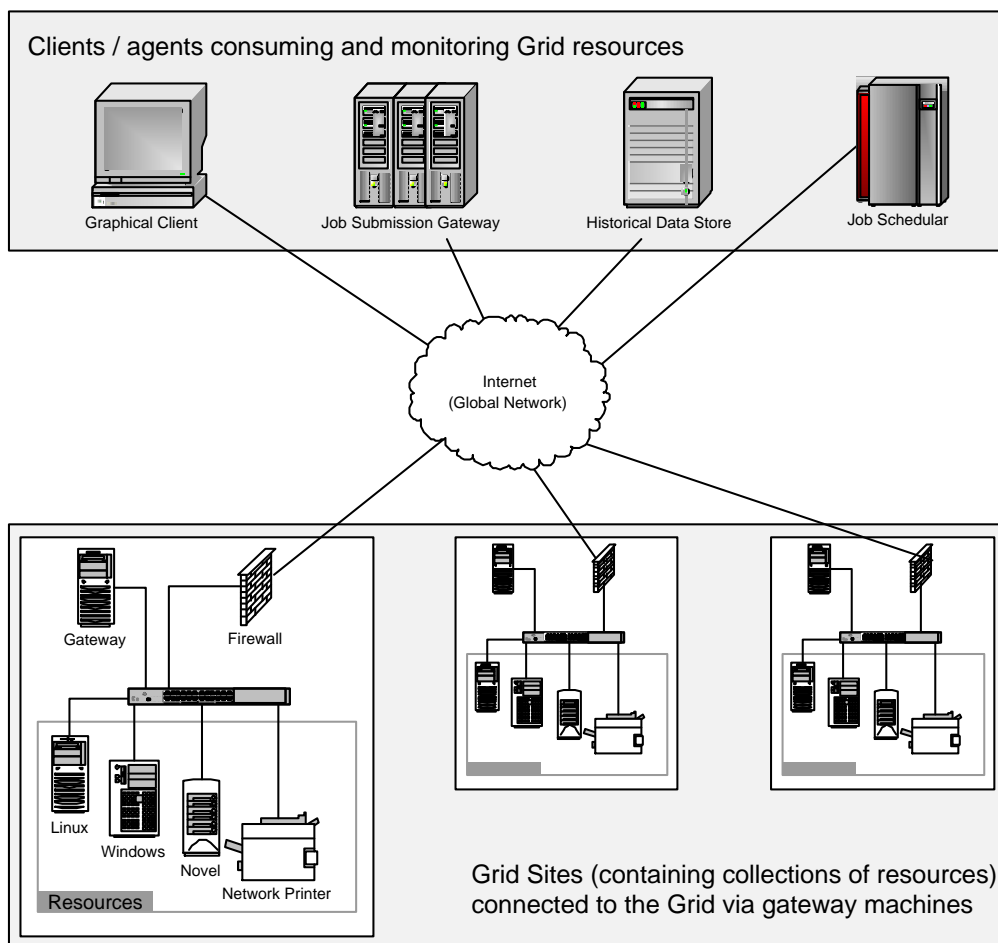 Clients / agents consuming and monitoring Grid resources
Graphical Client
Job Submission Gateway
Historical Data Store
Job Schedular
Internet
(Global Network)
Gateway
Firewall
Linux
Windows
Novel
Network Printer
Resources
Grid Sites (containing collections of resources)
connected to the Grid via gateway machines